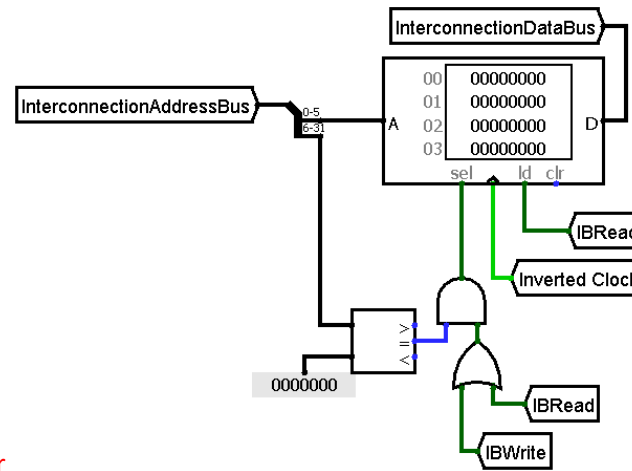 InterconnectionDataBus
InterconnectionAddressBus
0-5
6-31
00 00000000
01 00000000
02 00000000
03 00000000
A
D
sel
ld
clr
IBRead
Inverted Clock
>
=
<
0000000
IBRead
IBWrite
r